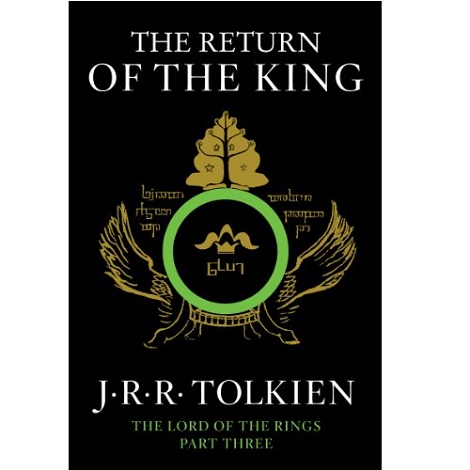 THE RETURN
OF THE KING
J·R·R· TOLKIEN
THE LORD OF THE RINGS
PART THREE